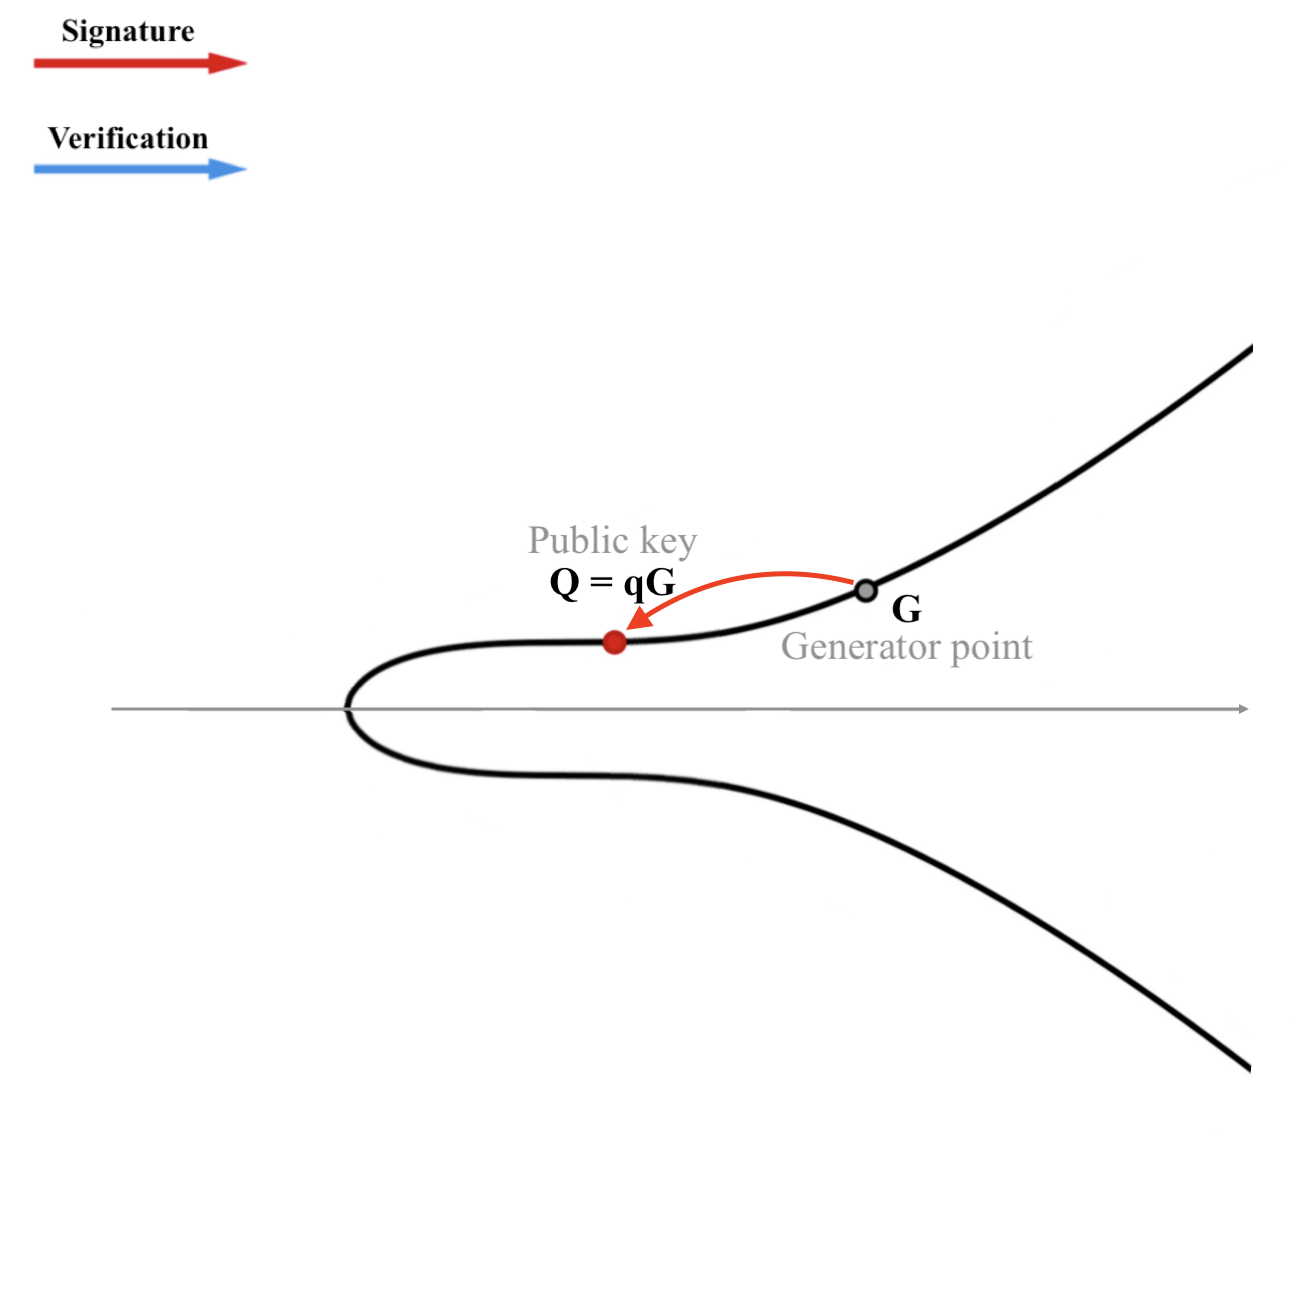 Signature
Verification
Public key
Q = qG
G
Generator point